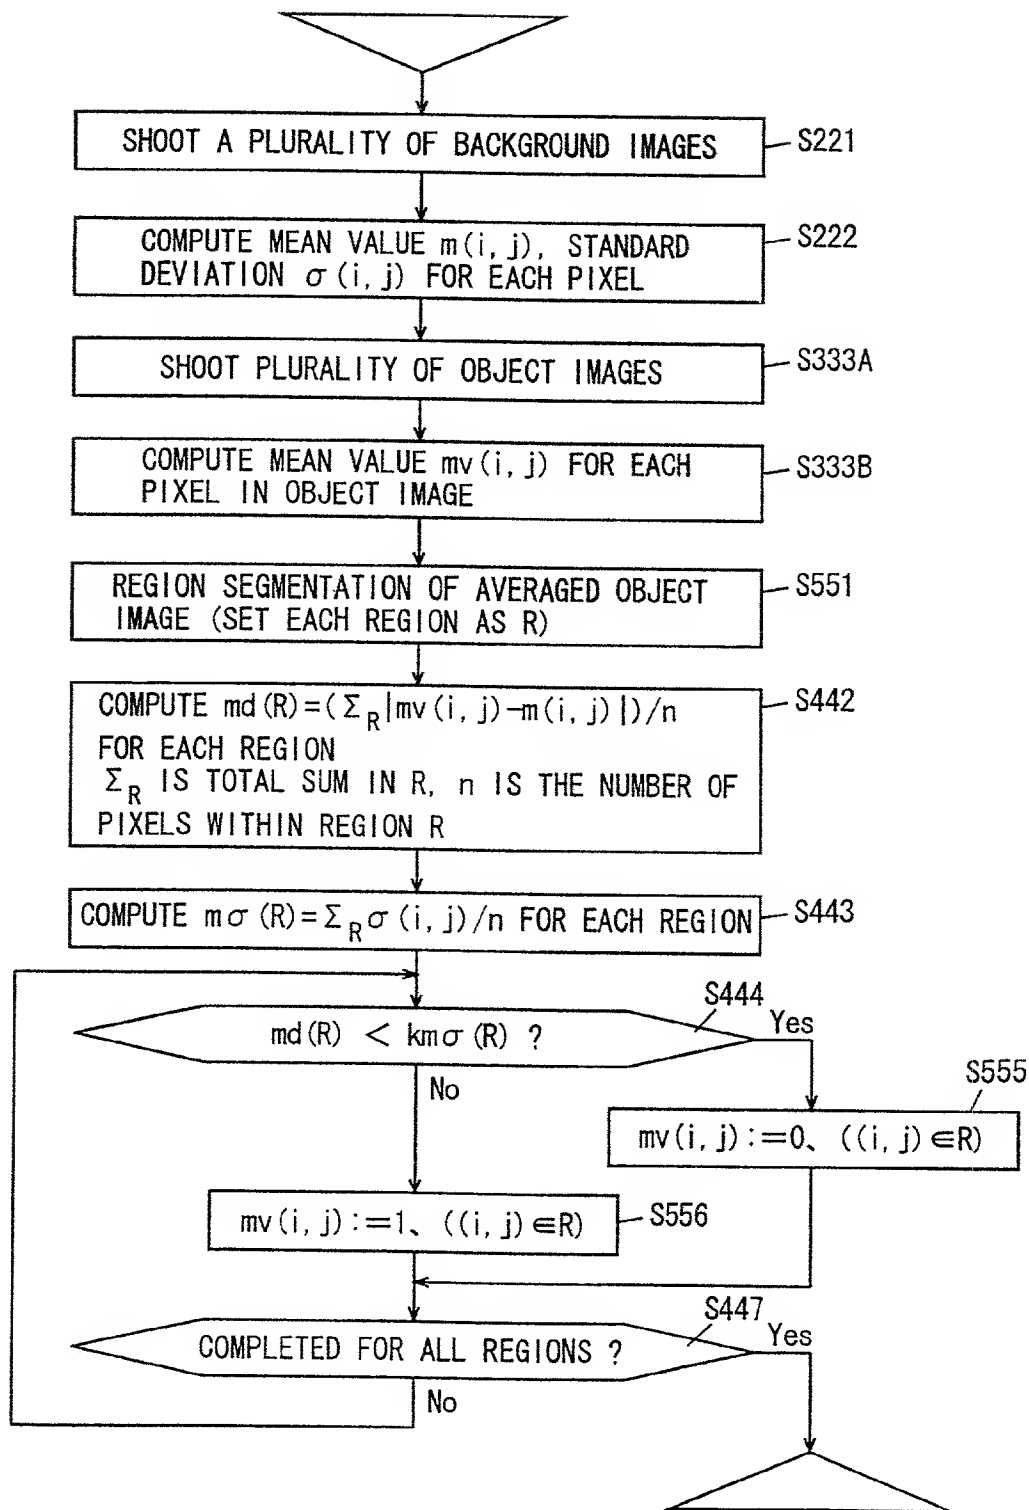 SHOOT A PLURALITY OF BACKGROUND IMAGES
S221
COMPUTE MEAN VALUE m(i, j), STANDARD
DEVIATION σ(i, j) FOR EACH PIXEL
S222
SHOOT PLURALITY OF OBJECT IMAGES
S333A
COMPUTE MEAN VALUE mv(i, j) FOR EACH
PIXEL IN OBJECT IMAGE
S333B
REGION SEGMENTATION OF AVERAGED OBJECT
IMAGE (SET EACH REGION AS R)
S551
COMPUTE md(R)=(Σ_R|mv(i, j)-m(i, j)|)/n
FOR EACH REGION
Σ_R IS TOTAL SUM IN R, n IS THE NUMBER OF
PIXELS WITHIN REGION R
S442
COMPUTE mσ(R)=Σ_Rσ(i, j)/n FOR EACH REGION
S443
md(R) < kmσ(R) ?
S444
Yes
No
S555
mv(i, j):=0、((i, j)∈R)
mv(i, j):=1、((i, j)∈R)
S556
COMPLETED FOR ALL REGIONS ?
S447
Yes
No